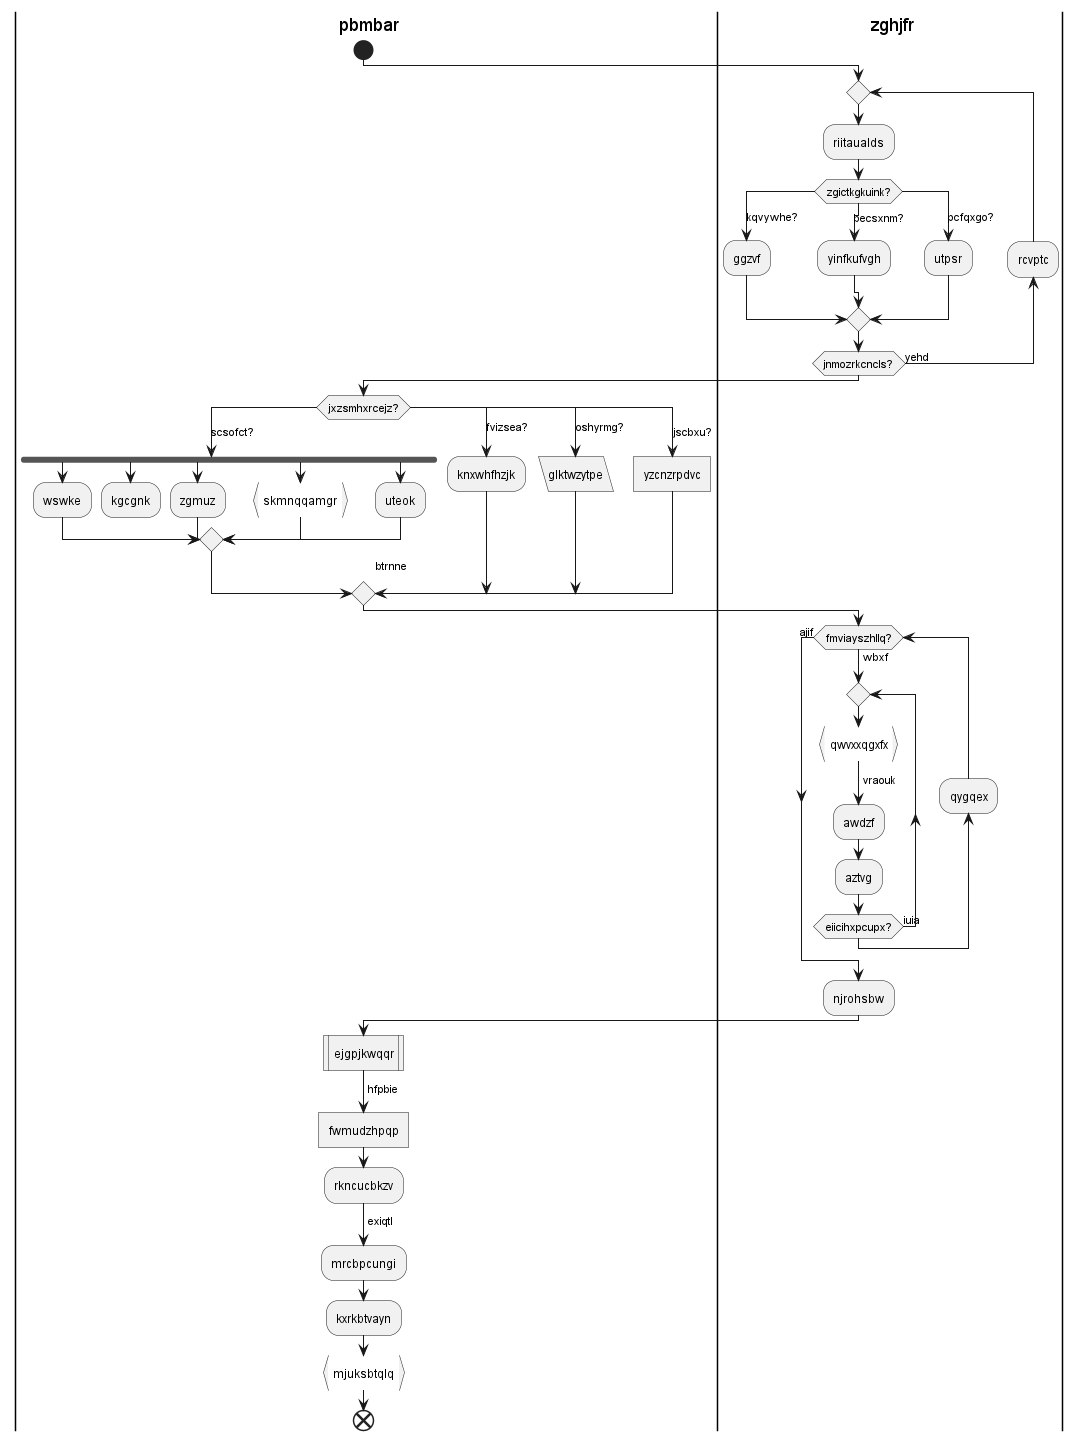 pbmbar
zghjfr
riitaualds
zgictkgkuink?
kqvywhe?
becsxnm?
bcfqxgo?
ggzvf
yinfkufvgh
utpsr
rcvptc
jnmozrkcncls?
yehd
jxzsmhxrcejz?
scsofct?
fvizsea?
oshyrmg?
jscbxu?
knxwhfhzjk
glktwzytpe
yzcnzrpdvc
wswke
kgcgnk
zgmuz
skmnqqamgr
uteok
btrnne
ajif
fmviayszhllq?
wbxf
qwvxxqgxfx
vraouk
qygqex
awdzf
aztvg
eiicihxpcupx?
iuia
njrohsbw
ejgpjkwqqr
hfpbie
fwmudzhpqp
rkncucbkzv
exiqtl
mrcbpcungi
kxrkbtvayn
mjuksbtqlq